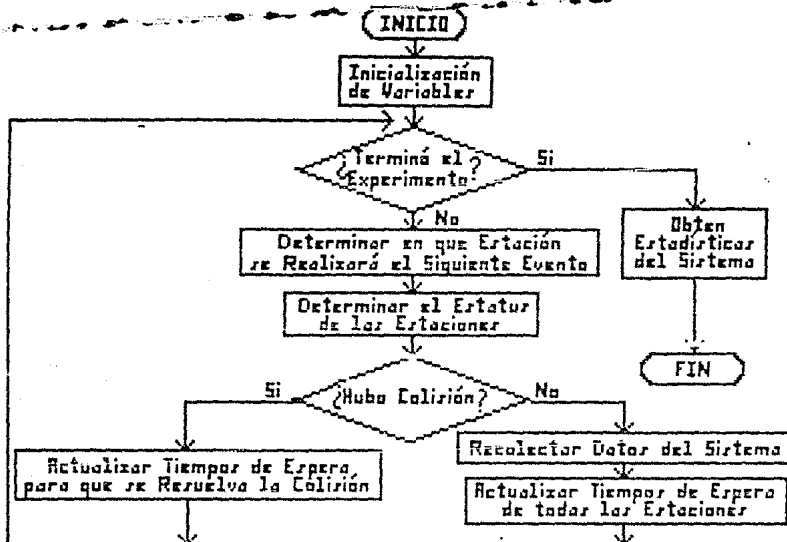 INICIO
Inicialización
de Variables
¿Terminó el
Experimento?
Si
No
Determinar en que Estación
se Realizará el Siguiente Evento
Obten
Estadísticas
del Sistema
Determinar el Estatus
de las Estaciones
FIN
Si
¿Hubo Colisión?
No
Recolectar Datos del Sistema
Actualizar Tiempos de Espera
para que se Resuelva la Colisión
Actualizar Tiempos de Espera
de todas las Estaciones